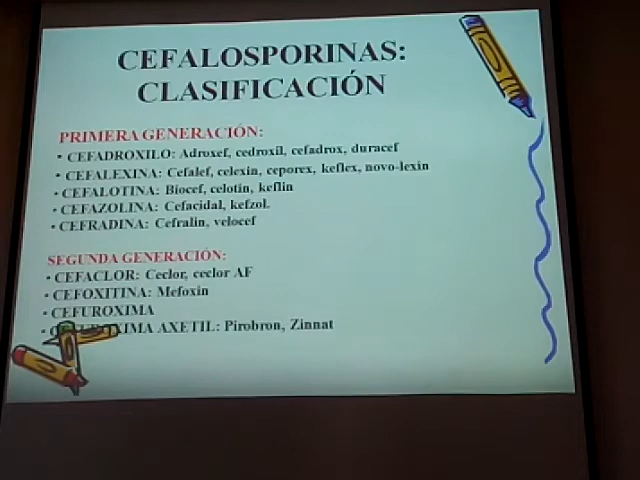 CEFALOSPORINAS:
CLASIFICACIÓN
PRIMERA GENERACIÓN:
• CEFADROXILO: Adroxef, cedroxil, cefadrox, duracef
• CEFALEXINA: Cefalef, celexin, ceporex, keflex, novo-lexin
• CEFALOTINA: Biocef, celotin, keflin
• CEFAZOLINA: Cefacidal, kefzol.
• CEFRADINA: Cefralin, velocef
SEGUNDA GENERACIÓN:
• CEFACLOR: Ceclor, ceclor AF
• CEFOXITINA: Mefoxin
• CEFUROXIMA
• AXETIL: Pirobron, Zinnat